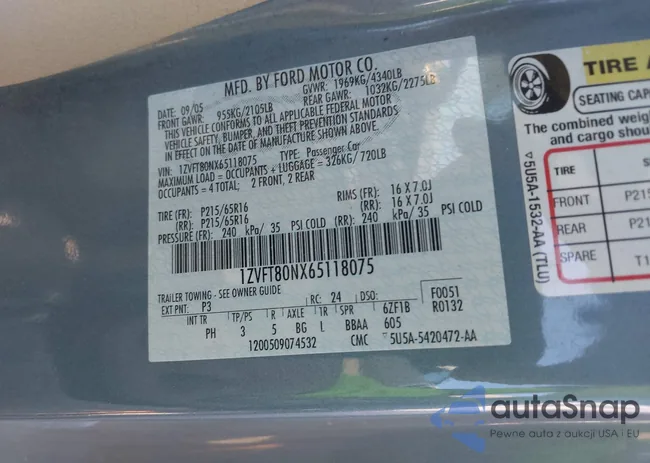 MFD. BY FORD MOTOR CO.
DATE: 09/05 GVWR: 1969KG/4340LB
FRONT GAWR: 955KG/2105LB REAR GAWR: 1032KG/2275LB
THIS VEHICLE CONFORMS TO ALL APPLICABLE FEDERAL MOTOR
VEHICLE SAFETY, BUMPER, AND THEFT PREVENTION STANDARDS
IN EFFECT ON THE DATE OF MANUFACTURE SHOWN ABOVE.
VIN: 1ZVFT80NX65118075 TYPE: Passenger Car
MAXIMUM LOAD = OCCUPANTS + LUGGAGE = 326KG/720LB
OCCUPANTS = 4 TOTAL; 2 FRONT, 2 REAR
TIRE (FR): P215/65R16 RIMS (FR): 16 X 7.0J
(RR): P215/65R16 (RR): 16 X 7.0J
PRESSURE (FR): 240 kPa/ 35 PSI COLD (RR): 240 kPa/ 35 PSI COLD
1ZVFT80NX65118075
TRAILER TOWING - SEE OWNER GUIDE
EXT PNT: P3 RC: 24 DSO: F0051
R0132
INT TR TP/PS R AXLE TR SPR 6ZF1B
PH 3 5 BG L BBAA 605
1200509074532 CMC ▽5U5A-5420472-AA
▽5U5A-1532-AA (TLU)
TIRE A
SEATING CAP
The combined weig
and cargo shou
TIRE S
FRONT P215
REAR P21
SPARE T1
autoSnap
Pewne auta z aukcji USA i EU